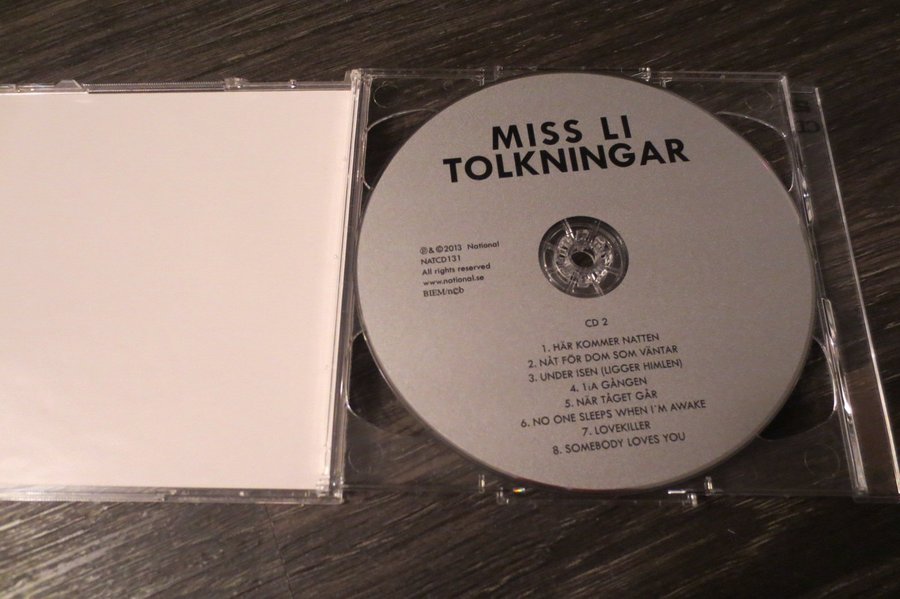 MISS LI
TOLKNINGAR
℗ & © 2013 National
NATCD131
All rights reserved
www.national.se
BIEM/n©b
CD 2
1. HÄR KOMMER NATTEN
2. NÅT FÖR DOM SOM VÄNTAR
3. UNDER ISEN (LIGGER HIMLEN)
4. 1:A GÅNGEN
5. NÄR TÅGET GÅR
6. NO ONE SLEEPS WHEN I´M AWAKE
7. LOVEKILLER
8. SOMEBODY LOVES YOU